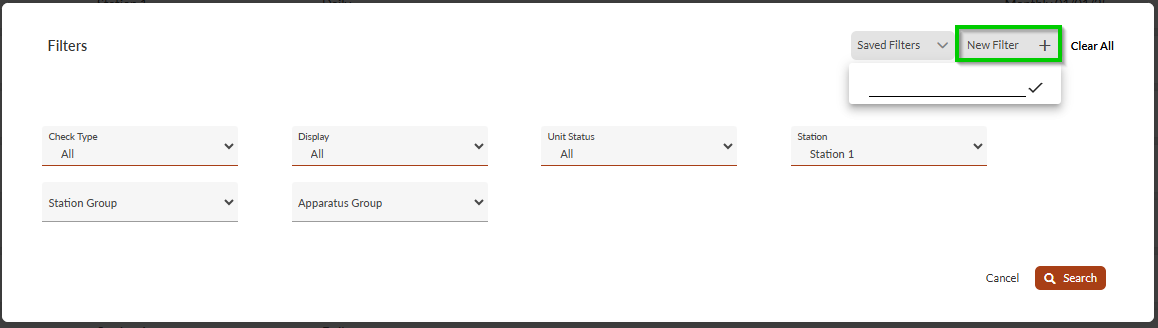 Filters
Saved Filters
New Filter
Clear All
Check Type
All
Display
All
Unit Status
All
Station
Station 1
Station Group
Apparatus Group
Cancel
Search